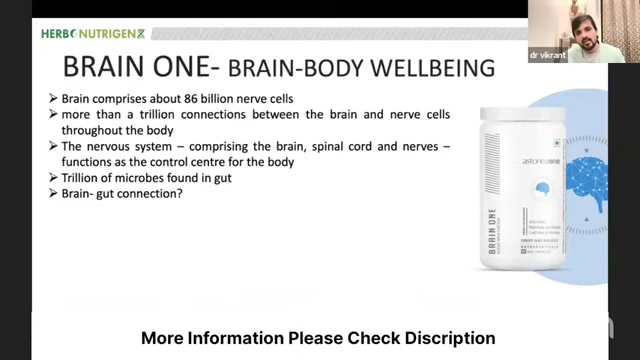 HERBONUTRIGENX
dr vikrant
BRAIN ONE- BRAIN-BODY WELLBEING
➢ Brain comprises about 86 billion nerve cells
➢ more than a trillion connections between the brain and nerve cells
throughout the body
➢ The nervous system – comprising the brain, spinal cord and nerves –
functions as the control centre for the body
➢ Trillion of microbes found in gut
➢ Brain- gut connection?
BRAIN ONE
More Information Please Check Discription